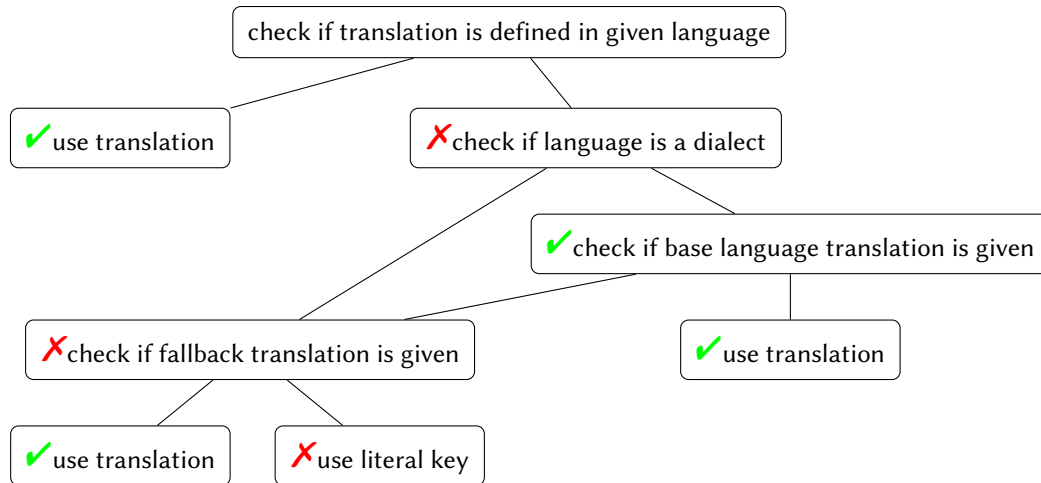 check if translation is defined in given language
✔use translation
✗check if language is a dialect
✔check if base language translation is given
✗check if fallback translation is given
✔use translation
✔use translation
✗use literal key